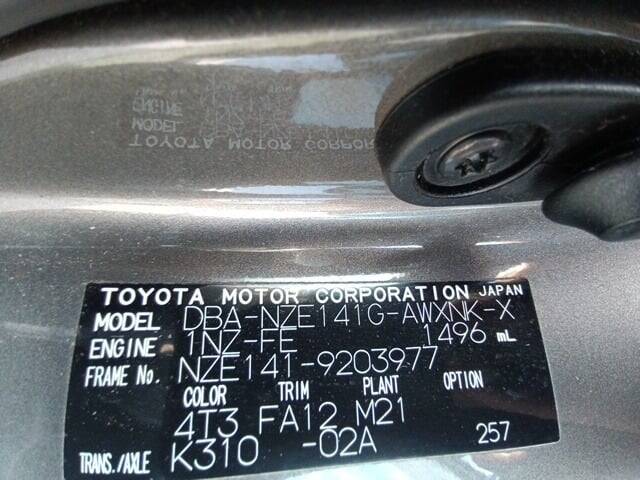 TOYOTA MOTOR CORPORATION JAPAN
MODEL DBA-NZE141G-AWXNK-X
ENGINE 1NZ-FE 1496 mL
FRAME No. NZE141-9203977
COLOR TRIM PLANT OPTION
4T3 FA12 M21
TRANS./AXLE K310 -02A 257